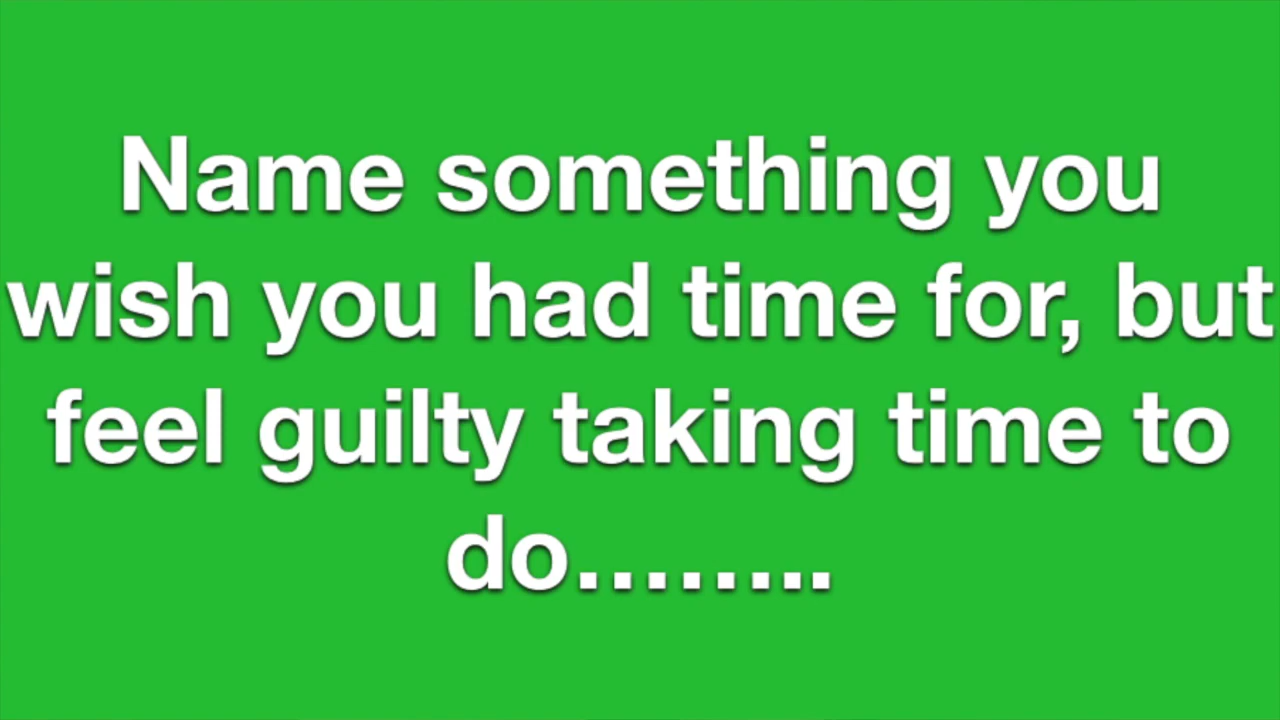 Name something you
wish you had time for, but
feel guilty taking time to
do……..